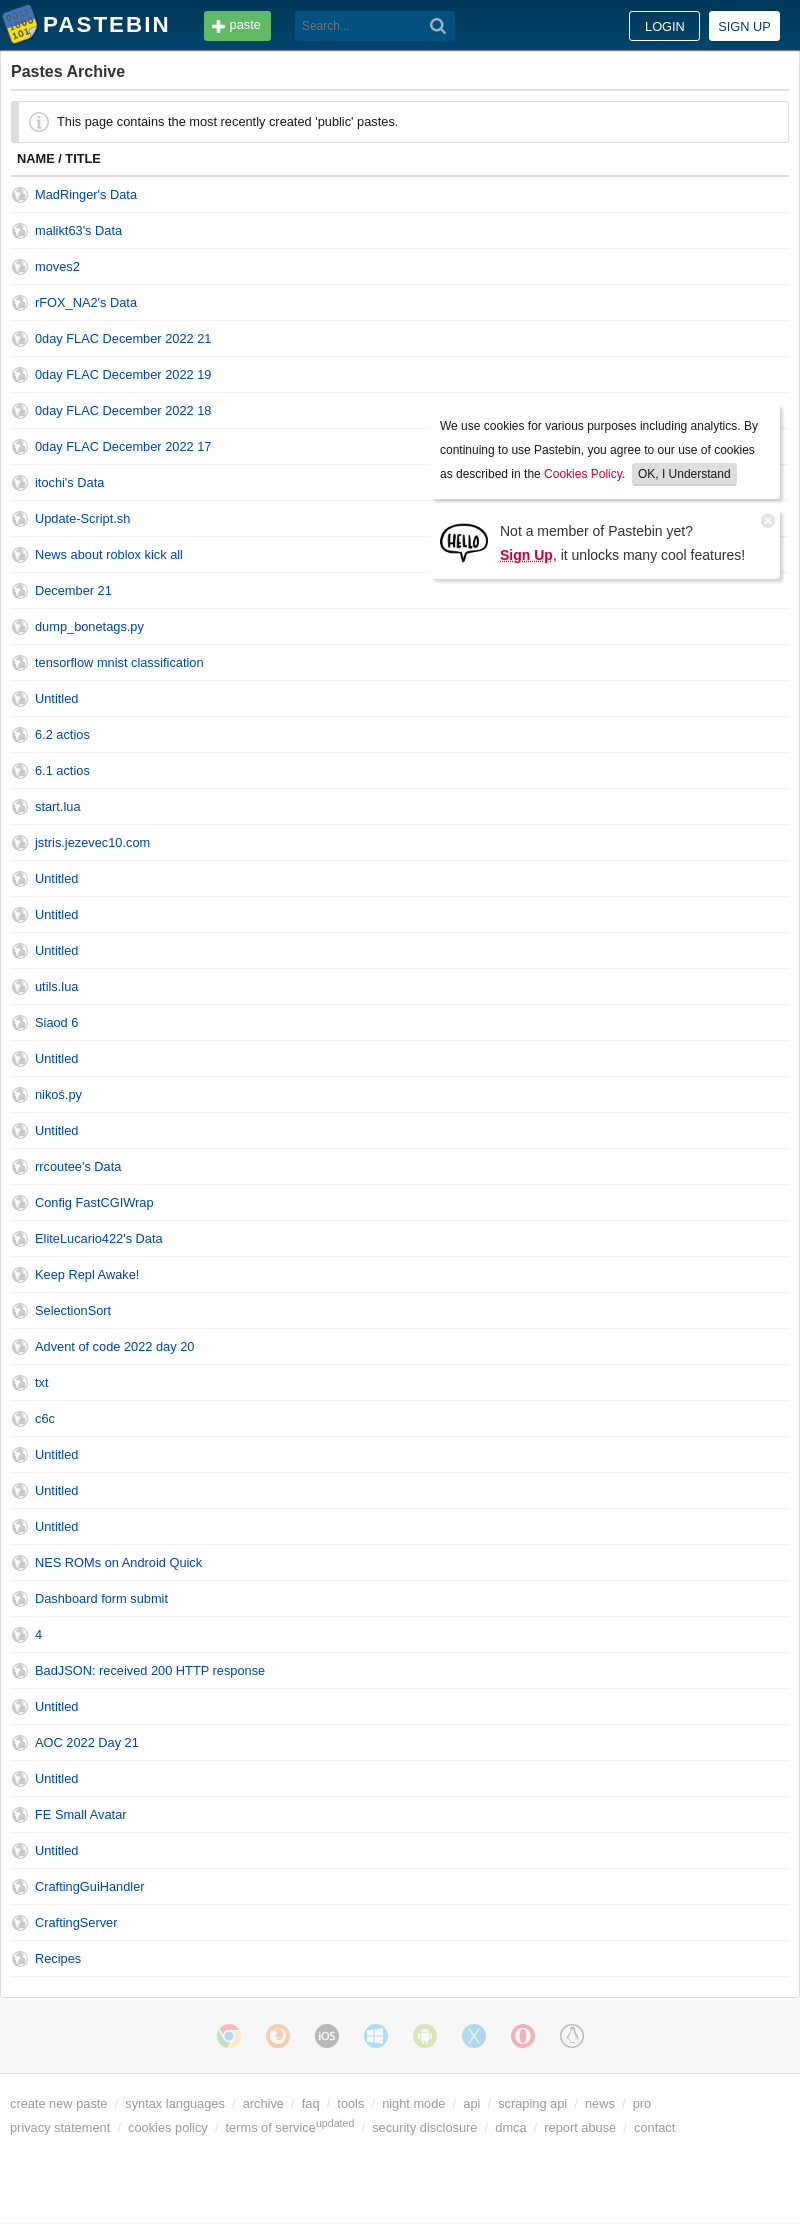 PASTEBIN paste Search... LOGIN SIGN UP
Pastes Archive
This page contains the most recently created 'public' pastes.
NAME / TITLE
MadRinger's Data
malikt63's Data
moves2
rFOX_NA2's Data
0day FLAC December 2022 21
0day FLAC December 2022 19
0day FLAC December 2022 18
0day FLAC December 2022 17
itochi's Data
Update-Script.sh
News about roblox kick all
December 21
dump_bonetags.py
tensorflow mnist classification
Untitled
6.2 actios
6.1 actios
start.lua
jstris.jezevec10.com
Untitled
Untitled
Untitled
utils.lua
Siaod 6
Untitled
nikoś.py
Untitled
rrcoutee's Data
Config FastCGIWrap
EliteLucario422's Data
Keep Repl Awake!
SelectionSort
Advent of code 2022 day 20
txt
c6c
Untitled
Untitled
Untitled
NES ROMs on Android Quick
Dashboard form submit
4
BadJSON: received 200 HTTP response
Untitled
AOC 2022 Day 21
Untitled
FE Small Avatar
Untitled
CraftingGuiHandler
CraftingServer
Recipes
We use cookies for various purposes including analytics. By
continuing to use Pastebin, you agree to our use of cookies
as described in the Cookies Policy. OK, I Understand
HELLO
Not a member of Pastebin yet?
Sign Up, it unlocks many cool features!
iOS
create new paste / syntax languages / archive / faq / tools / night mode / api / scraping api / news / pro
privacy statement / cookies policy / terms of serviceupdated / security disclosure / dmca / report abuse / contact